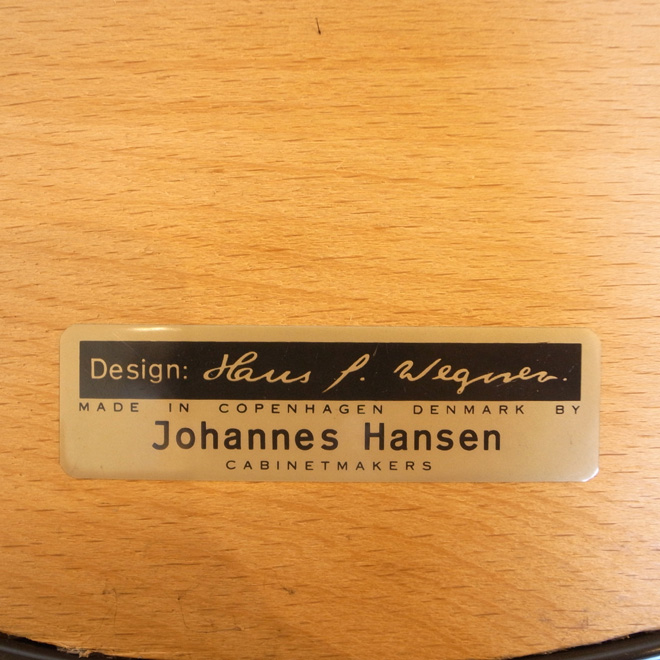 Design: Hans J. Wegner.
MADE IN COPENHAGEN DENMARK BY
Johannes Hansen
CABINETMAKERS